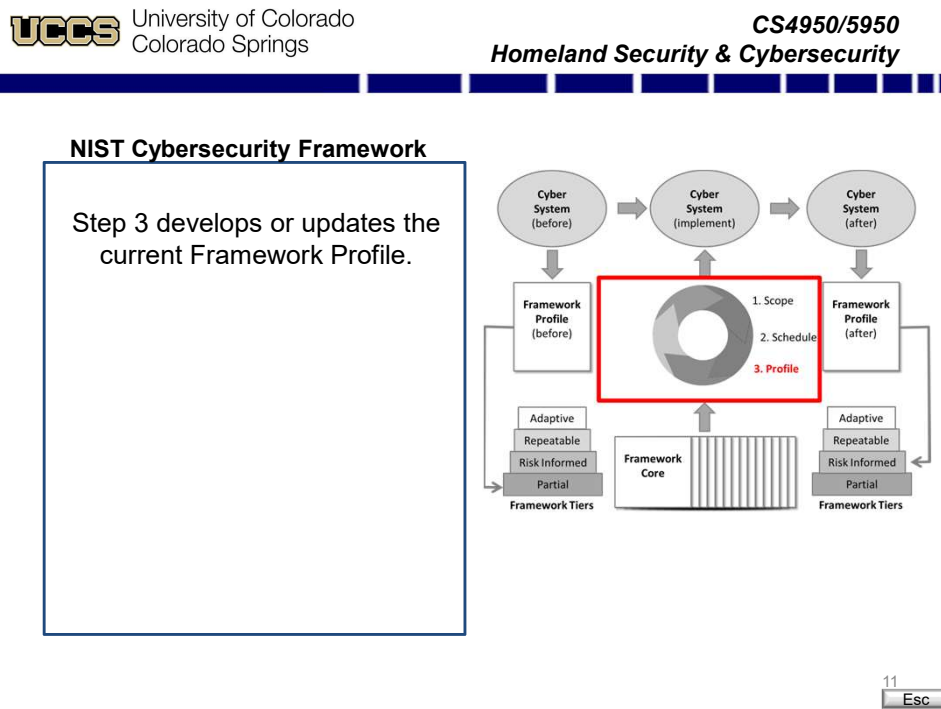 UCCS
University of Colorado
Colorado Springs
CS4950/5950
Homeland Security & Cybersecurity
NIST Cybersecurity Framework
Step 3 develops or updates the
current Framework Profile.
Cyber
System
(before)
Cyber
System
(implement)
Cyber
System
(after)
Framework
Profile
(before)
1. Scope
2. Schedule
3. Profile
Framework
Profile
(after)
Adaptive
Repeatable
Risk Informed
Partial
Framework Tiers
Framework
Core
Adaptive
Repeatable
Risk Informed
Partial
Framework Tiers
11
Esc